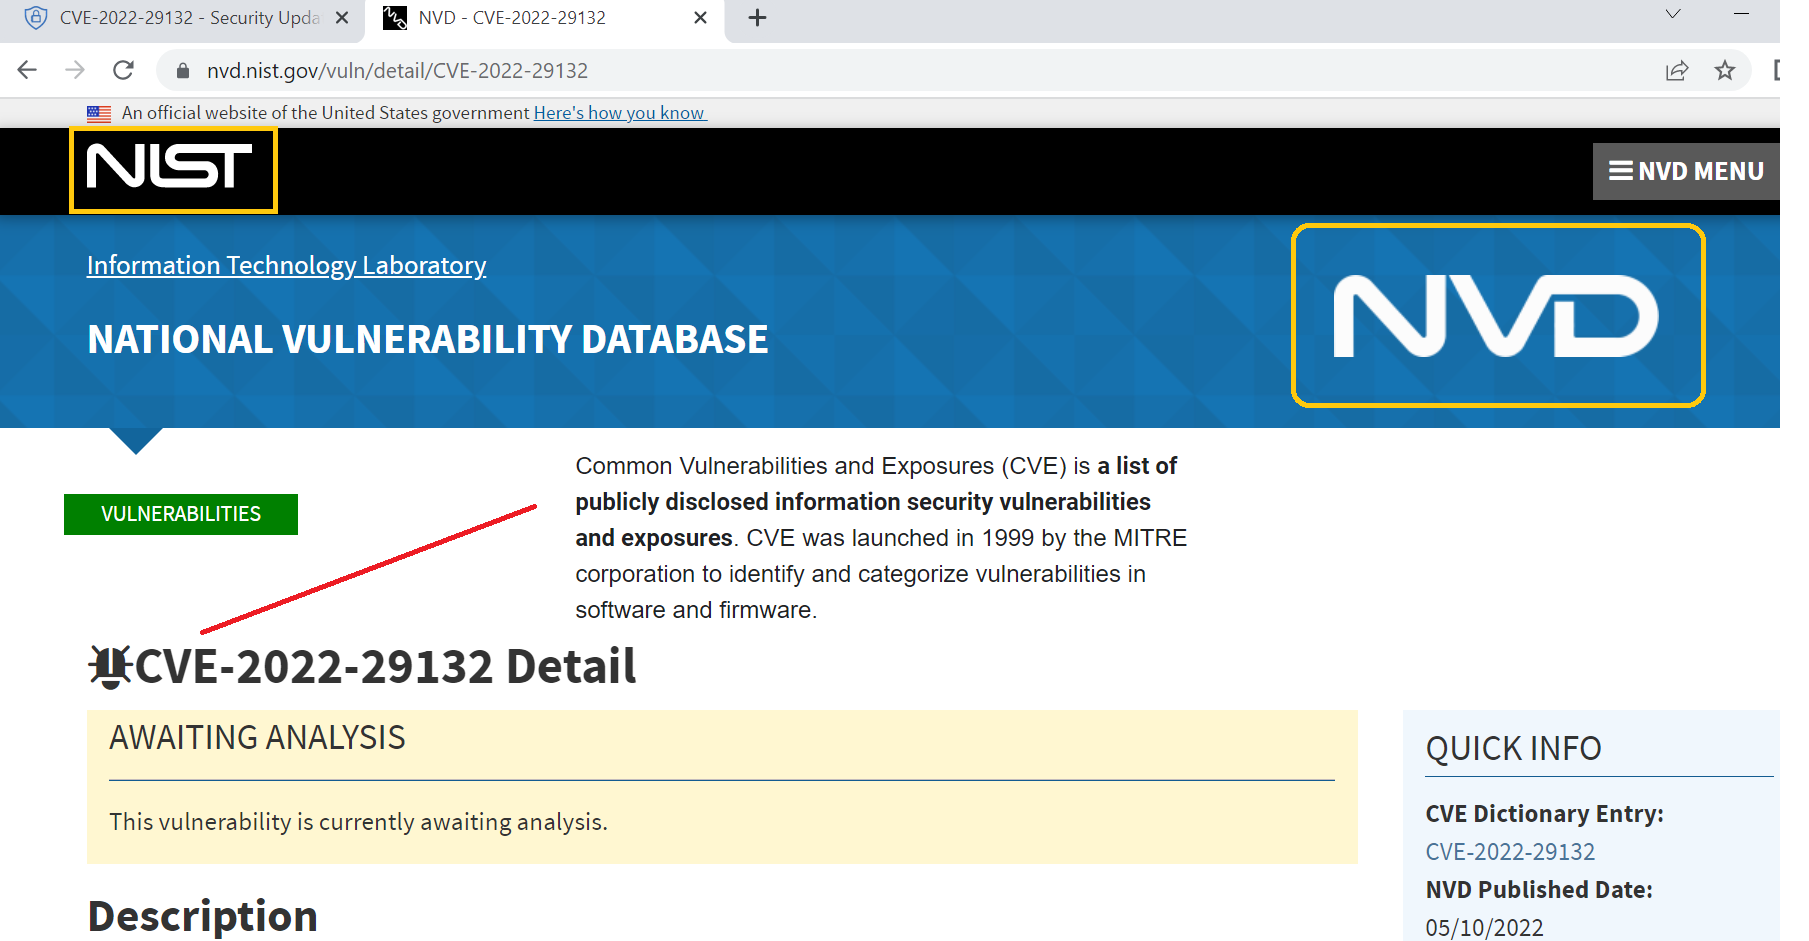 CVE-2022-29132 - Security Upda
NVD - CVE-2022-29132
nvd.nist.gov/vuln/detail/CVE-2022-29132
An official website of the United States government Here's how you know
NIST
NVD MENU
Information Technology Laboratory
NATIONAL VULNERABILITY DATABASE
NVD
VULNERABILITIES
Common Vulnerabilities and Exposures (CVE) is a list of
publicly disclosed information security vulnerabilities
and exposures. CVE was launched in 1999 by the MITRE
corporation to identify and categorize vulnerabilities in
software and firmware.
CVE-2022-29132 Detail
AWAITING ANALYSIS
This vulnerability is currently awaiting analysis.
Description
QUICK INFO
CVE Dictionary Entry:
CVE-2022-29132
NVD Published Date:
05/10/2022